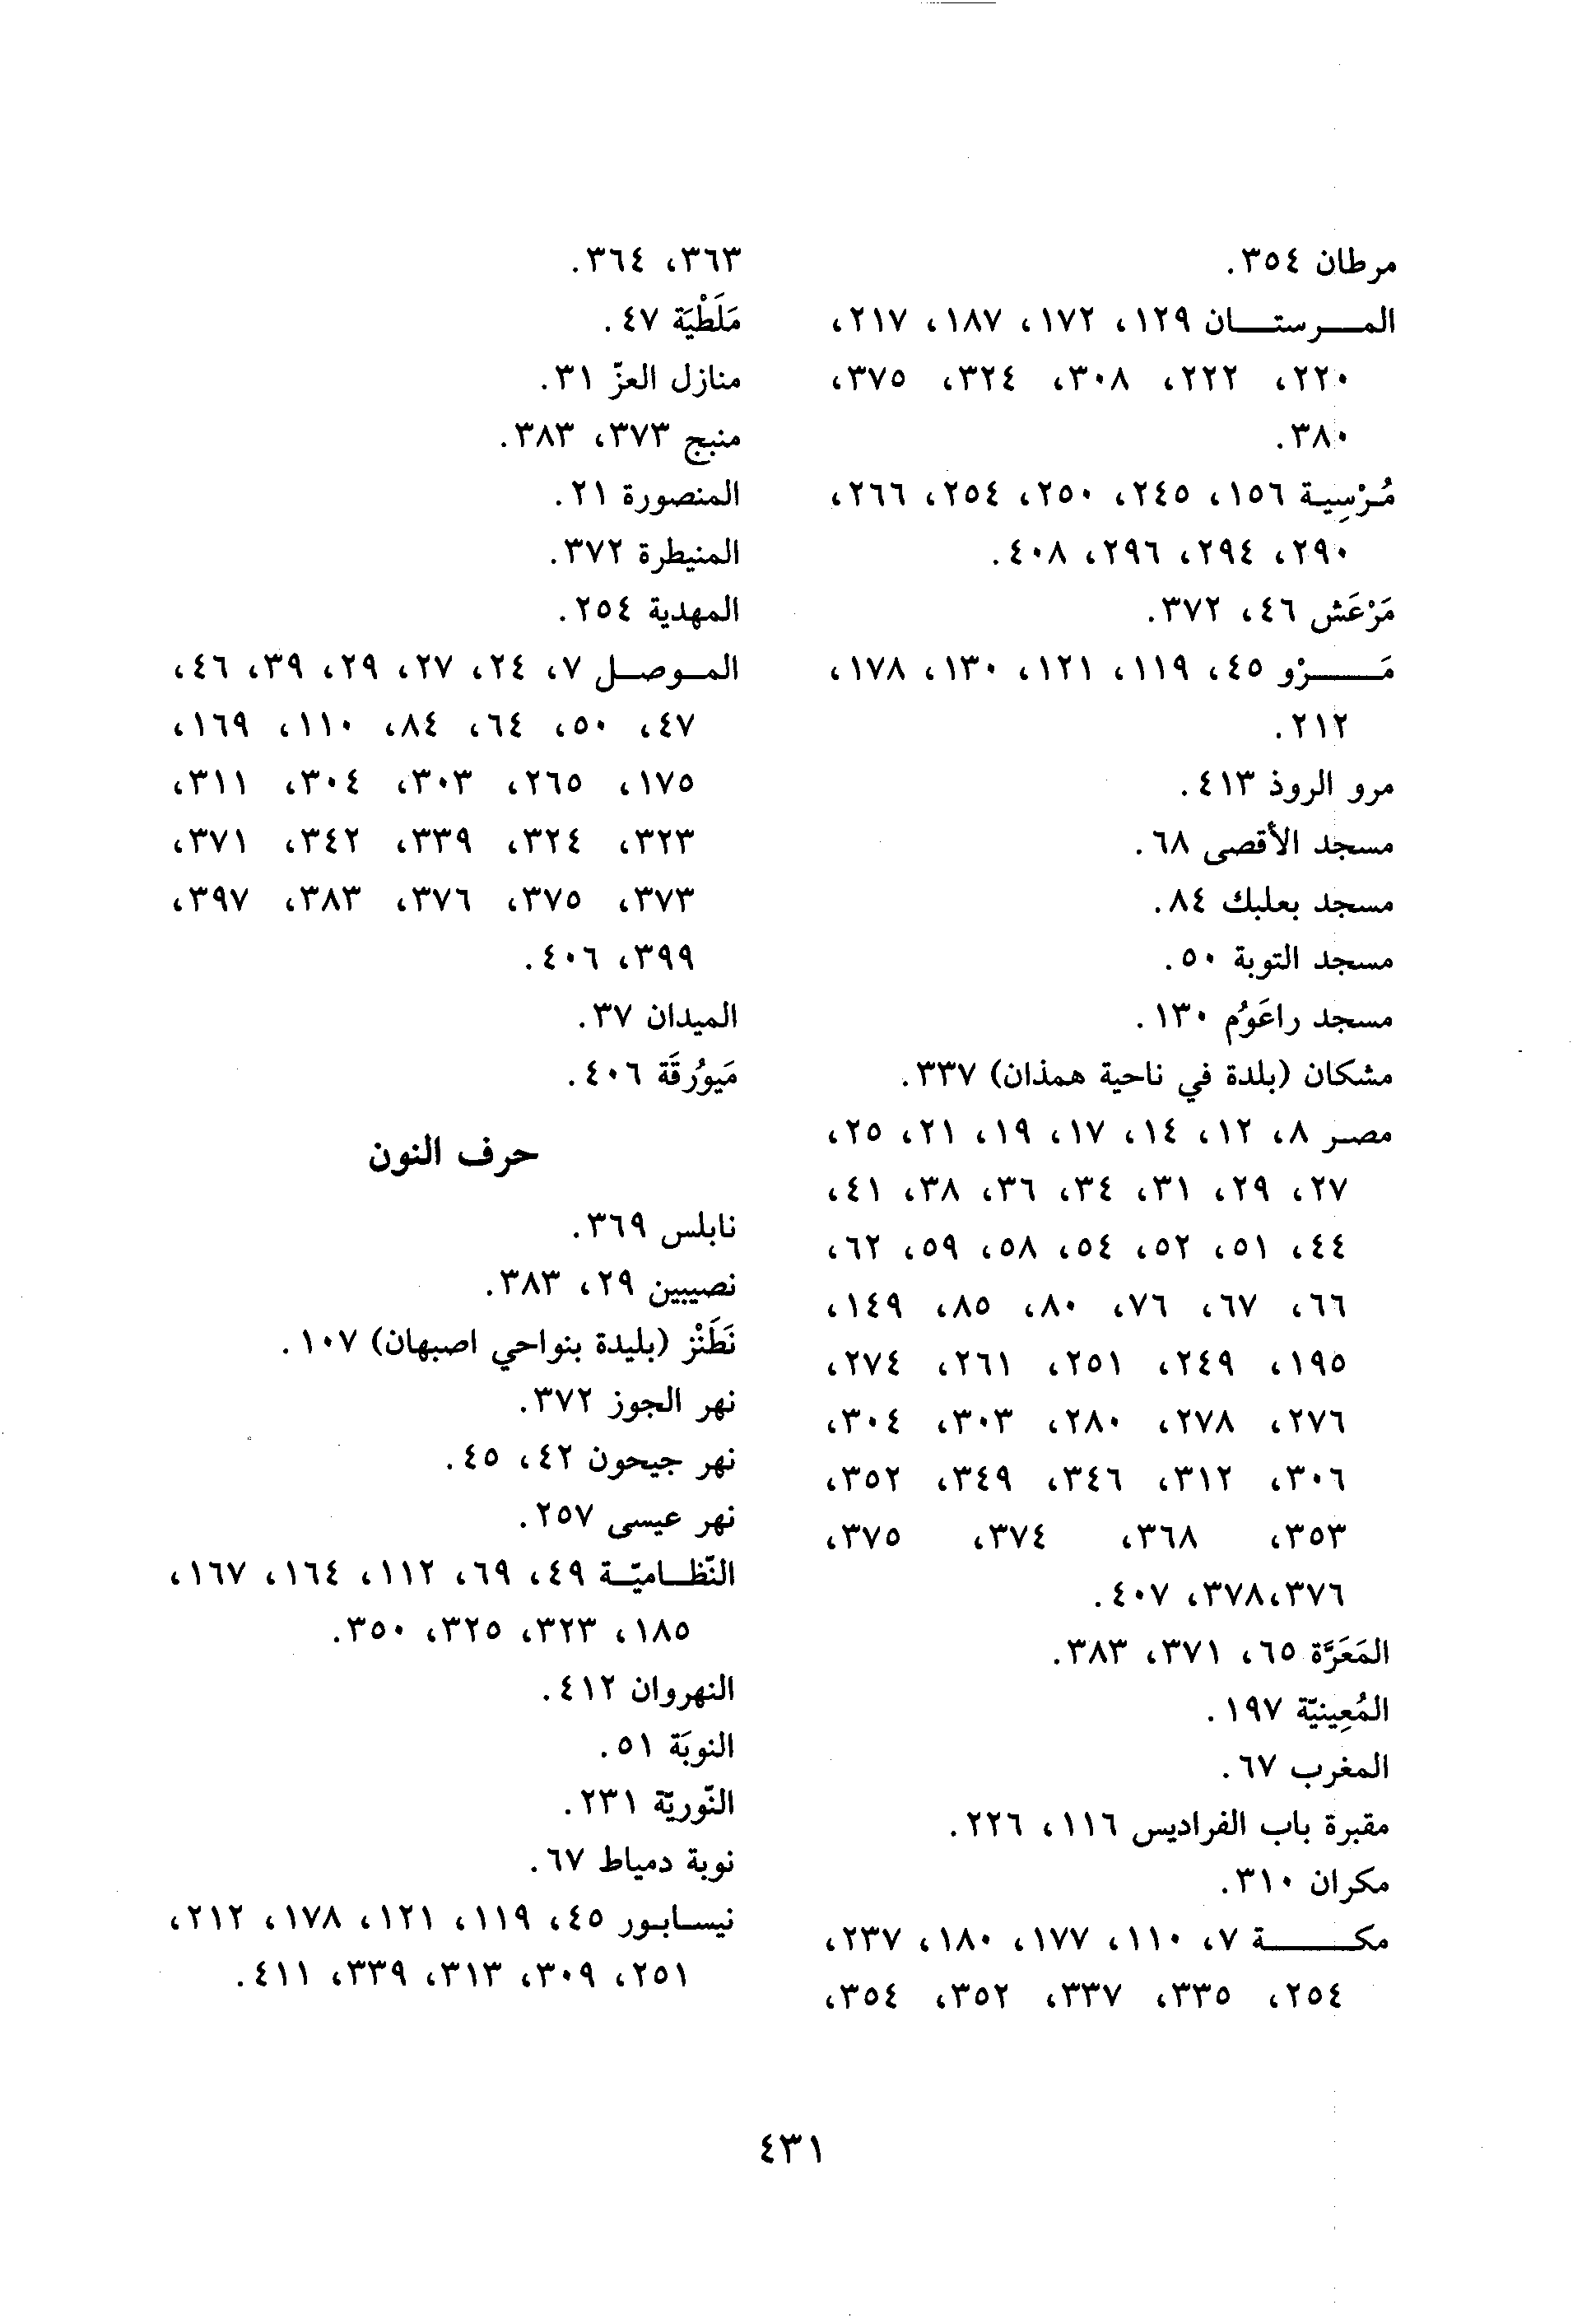 مرطان ٣٥٤.
المرستان ١٢٩، ١٧٢، ١٨٧، ٢١٧،
٢٢٠، ٢٢٢، ٣٠٨، ٣٢٤، ٣٧٥،
٣٨٠.
مُرْسِية ١٥٦، ٢٤٥، ٢٥٠، ٢٥٤، ٢٦٦،
٢٩٠، ٢٩٤، ٢٩٦، ٤٠٨.
مَرْعَش ٤٦، ٣٧٢.
مَرْو ٤٥، ١١٩، ١٢١، ١٣٠، ١٧٨،
٢١٢.
مرو الروذ ٤١٣.
مسجد الأقصى ٦٨.
مسجد بعلبك ٨٤.
مسجد التوبة ٥٠.
مسجد راعَوُم ١٣٠.
مشكان (بلدة في ناحية همذان) ٣٣٧.
مصر ٨، ١٢، ١٤، ١٧، ١٩، ٢١، ٢٥،
٢٧، ٢٩، ٣١، ٣٤، ٣٦، ٣٨، ٤١،
٤٤، ٥١، ٥٢، ٥٤، ٥٨، ٥٩، ٦٢،
٦٦، ٦٧، ٧٦، ٨٠، ٨٥، ١٤٩،
١٩٥، ٢٤٩، ٢٥١، ٢٦١، ٢٧٤،
٢٧٦، ٢٧٨، ٢٨٠، ٣٠٣، ٣٠٤،
٣٠٦، ٣١٢، ٣٤٦، ٣٤٩، ٣٥٢،
٣٥٣، ٣٦٨، ٣٧٤، ٣٧٥،
٣٧٦،٣٧٨، ٤٠٧.
المَعَرَّة ٦٥، ٣٧١، ٣٨٣.
المُعِينيّة ١٩٧.
المغرب ٦٧.
مقبرة باب الفراديس ١١٦، ٢٢٦.
مكران ٣١٠.
مكة ٧، ١١٠، ١٧٧، ١٨٠، ٢٣٧،
٢٥٤، ٣٣٥، ٣٣٧، ٣٥٢، ٣٥٤،
٣٦٣، ٣٦٤.
مَلَطْيَة ٤٧.
منازل العزّ ٣١.
منبج ٣٧٣، ٣٨٣.
المنصورة ٢١.
المنيطرة ٣٧٢.
المهدية ٢٥٤.
الموصل ٧، ٢٤، ٢٧، ٢٩، ٣٩، ٤٦،
٤٧، ٥٠، ٦٤، ٨٤، ١١٠، ١٦٩،
١٧٥، ٢٦٥، ٣٠٣، ٣٠٤، ٣١١،
٣٢٣، ٣٢٤، ٣٣٩، ٣٤٢، ٣٧١،
٣٧٣، ٣٧٥، ٣٧٦، ٣٨٣، ٣٩٧،
٣٩٩، ٤٠٦.
الميدان ٣٧.
مَيوُرقَة ٤٠٦.
حرف النون
نابلس ٣٦٩.
نصيبين ٢٩، ٣٨٣.
نَطَنْز (بليدة بنواحي اصبهان) ١٠٧.
نهر الجوز ٣٧٢.
نهر جيحون ٤٢، ٤٥.
نهر عيسى ٢٥٧.
النّظاميّة ٤٩، ٦٩، ١١٢، ١٦٤، ١٦٧،
١٨٥، ٣٢٣، ٣٢٥، ٣٥٠.
النهروان ٤١٢.
النوبَة ٥١.
النّوريّة ٢٣١.
نوبة دمياط ٦٧.
نيسابور ٤٥، ١١٩، ١٢١، ١٧٨، ٢١٢،
٢٥١، ٣٠٩، ٣١٣، ٣٣٩، ٤١١.
٤٣١